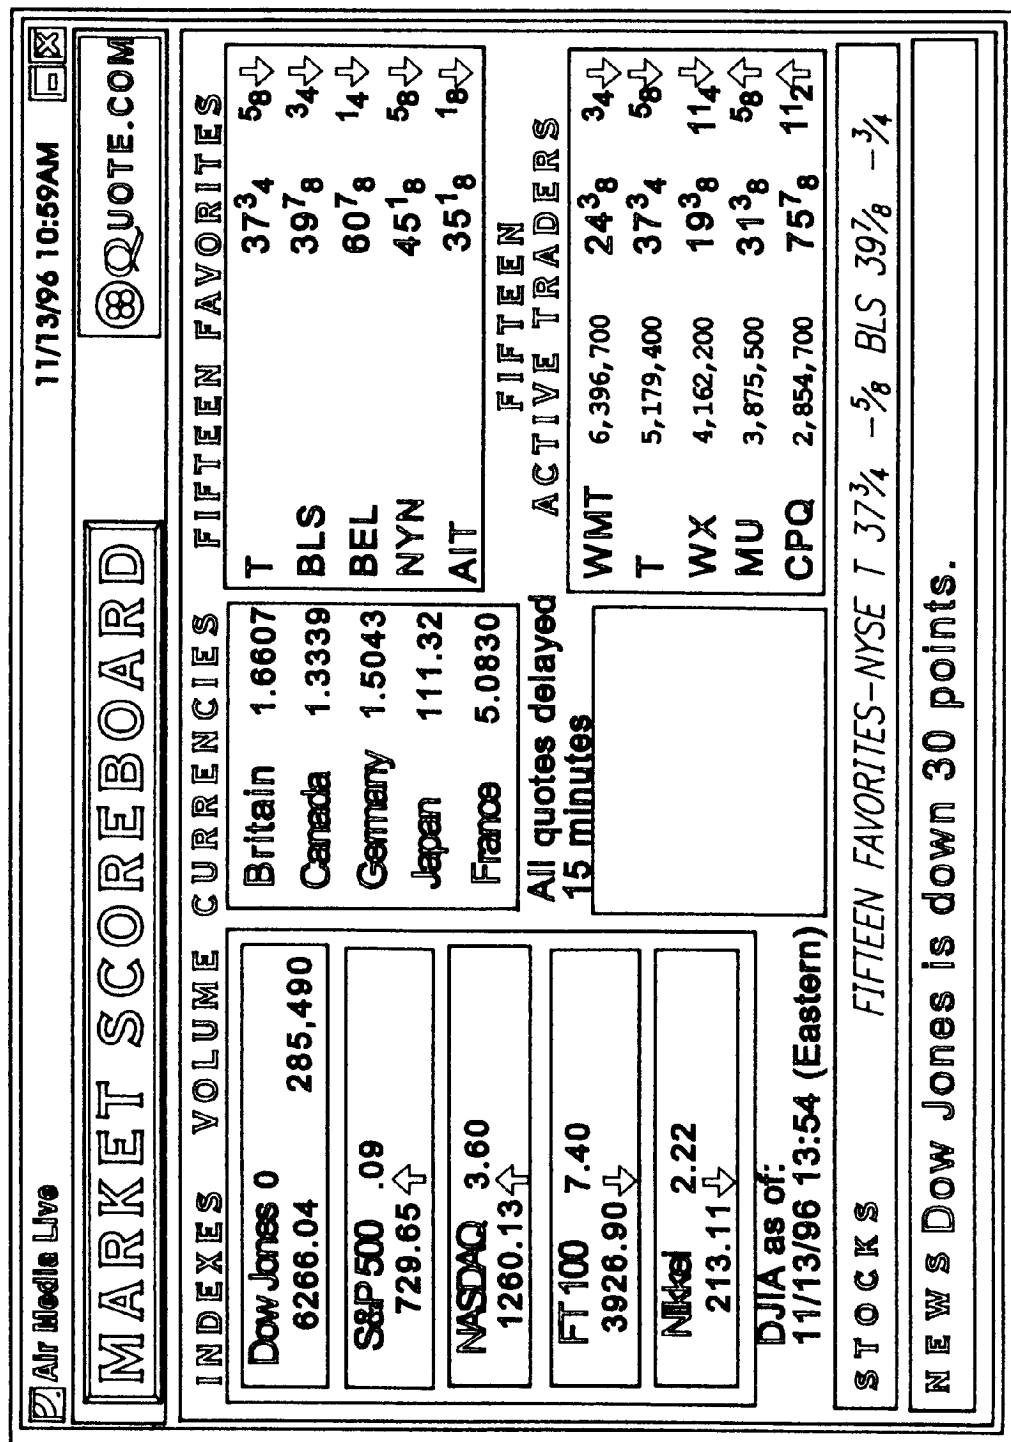 Air Media Live 11/13/96 10:59AM
MARKET SCOREBOARD
QUOTE.COM
INDEXES VOLUME
Dow Jones 0
6266.04 285,490
S&P 500 .09
729.65
NASDAQ 3.60
1260.13
FT 100 7.40
3926.90
Nikkei 2.22
213.11
DJIA as of:
11/13/96 13:54 (Eastern)
CURRENCIES
Britain 1.6607
Canada 1.3339
Germany 1.5043
Japan 111.32
France 5.0830
All quotes delayed
15 minutes
FIFTEEN FAVORITES
T 37 3/4 5/8
BLS 39 7/8 3/4
BEL 60 7/8 1/4
NYN 45 1/8 5/8
AIT 35 1/8 1/8
FIFTEEN
ACTIVE TRADERS
WMT 6,396,700 24 3/8 3/4
T 5,179,400 37 3/4 5/8
WX 4,162,200 19 3/8 1 1/4
MU 3,875,500 31 3/8 5/8
CPQ 2,854,700 75 7/8 1 1/2
STOCKS FIFTEEN FAVORITES-NYSE T 37 3/4 -5/8 BLS 39 7/8 -3/4
NEWS Dow Jones is down 30 points.